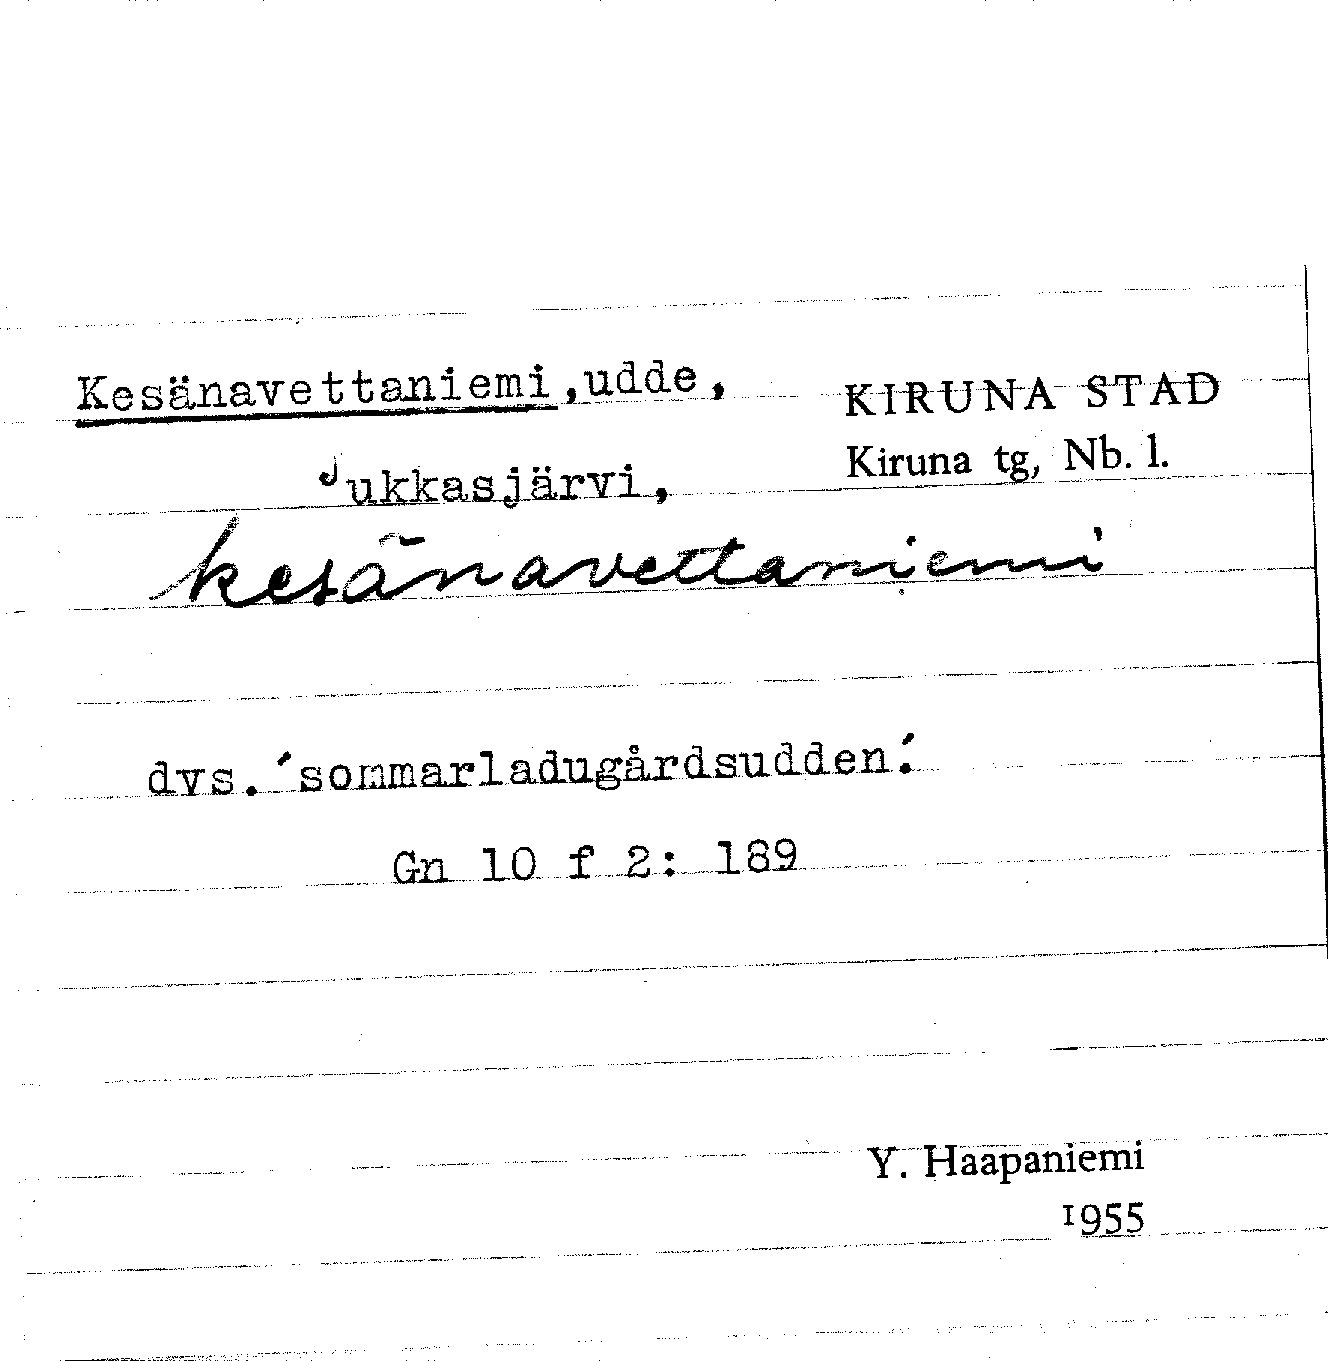 Kesänavettaniemi,udde, KIRUNA STAD
Jukkasjärvi, Kiruna tg, Nb. l.
kesänavettaniemi
dvs. 'sommarladugårdsudden.'
Gn 10 f 2: 189
Y. Haapaniemi
1955